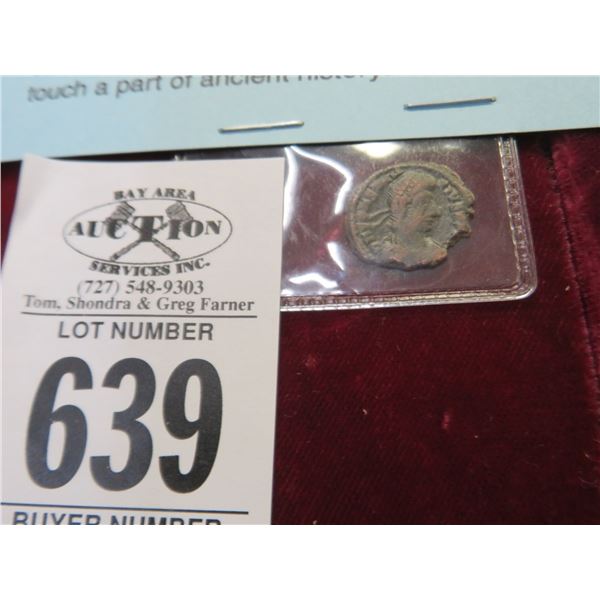 touch a part of ancient history
BAY AREA
AUCTION
SERVICES INC.
(727) 548-9303
Tom, Shondra & Greg Farner
LOT NUMBER
639
BUYER NUMBER